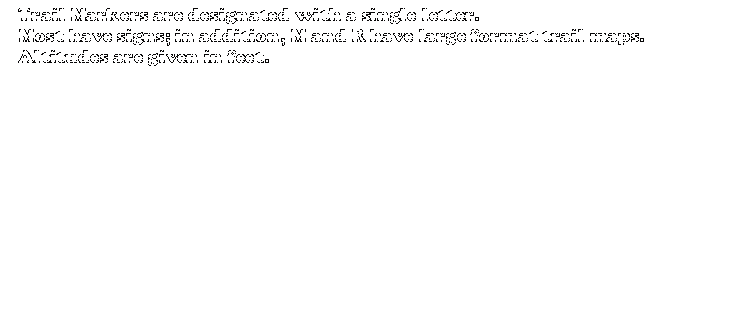 Trail Markers are designated with a single letter.
Most have signs; in addition, M and R have large format trail maps.
Altitudes are given in feet.